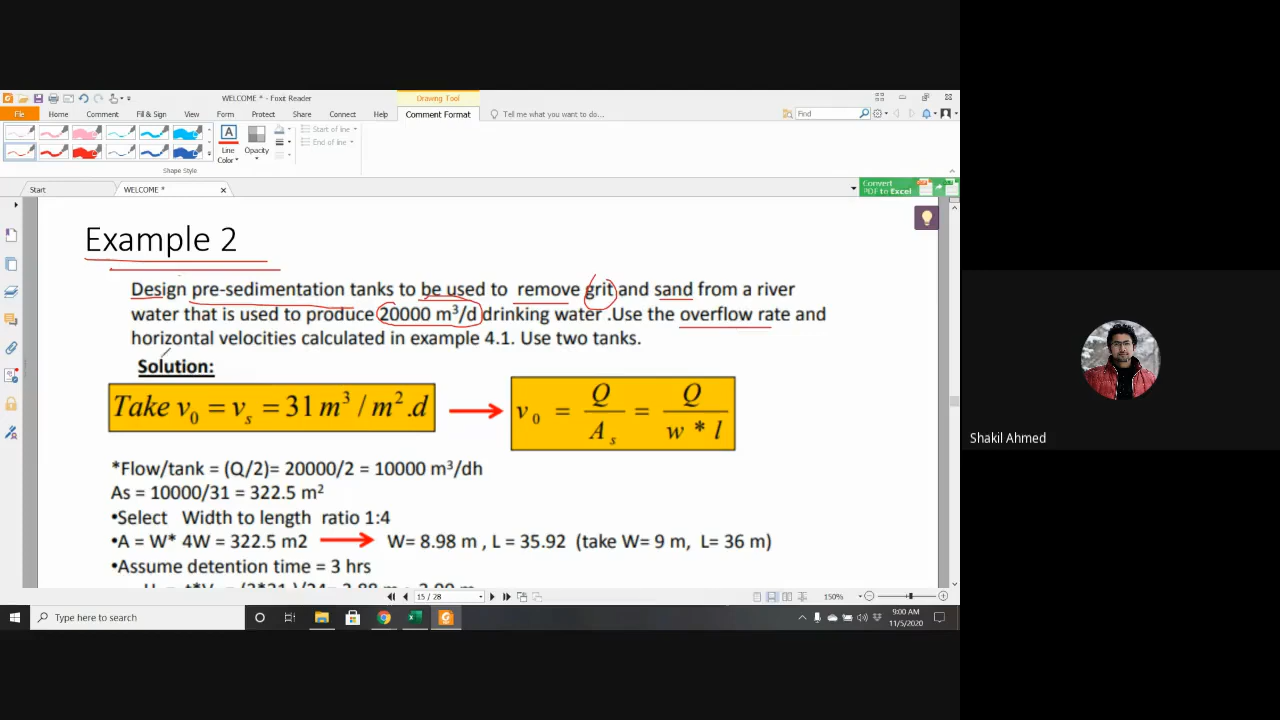 WELCOME * - Foxit Reader
Drawing Tool
File
Home
Comment
Fill & Sign
View
Form
Protect
Share
Connect
Help
Comment Format
Tell me what you want to do...
Find
Line
Color
Opacity
Start of line
End of line
Shape Style
Start
WELCOME *
Convert
PDF to Excel
Example 2
Design pre-sedimentation tanks to be used to remove grit and sand from a river
water that is used to produce 20000 m³/d drinking water .Use the overflow rate and
horizontal velocities calculated in example 4.1. Use two tanks.
Solution:
Take v₀ = vₛ = 31 m³ / m².d
v₀ = Q / Aₛ = Q / w * l
*Flow/tank = (Q/2)= 20000/2 = 10000 m³/dh
As = 10000/31 = 322.5 m²
•Select Width to length ratio 1:4
•A = W* 4W = 322.5 m2 W= 8.98 m , L = 35.92 (take W= 9 m, L= 36 m)
•Assume detention time = 3 hrs
15 / 28
150%
Type here to search
9:00 AM
11/5/2020
Shakil Ahmed